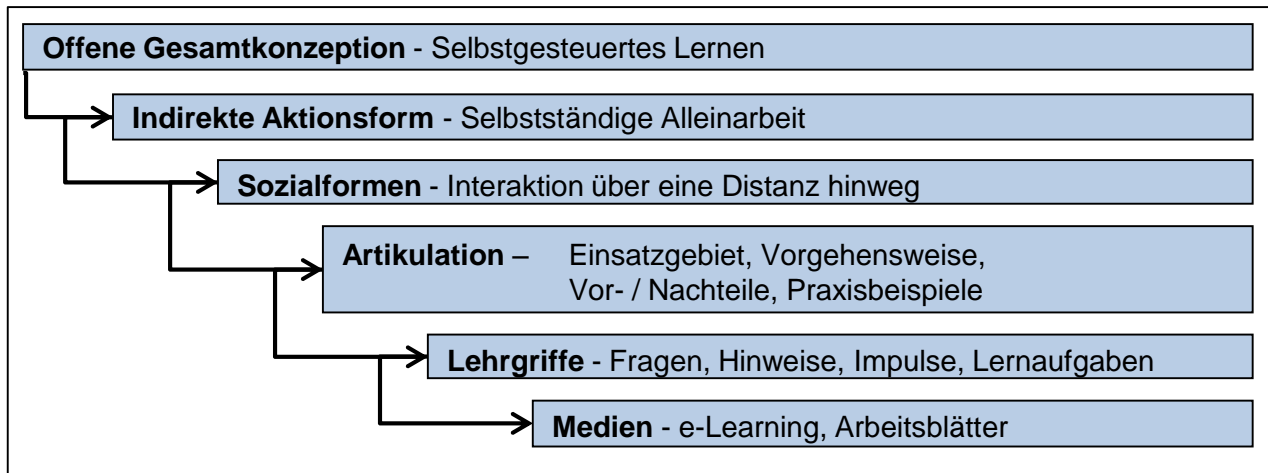 Offene Gesamtkonzeption - Selbstgesteuertes Lernen
Indirekte Aktionsform - Selbstständige Alleinarbeit
Sozialformen - Interaktion über eine Distanz hinweg
Artikulation – Einsatzgebiet, Vorgehensweise,
Vor- / Nachteile, Praxisbeispiele
Lehrgriffe - Fragen, Hinweise, Impulse, Lernaufgaben
Medien - e-Learning, Arbeitsblätter